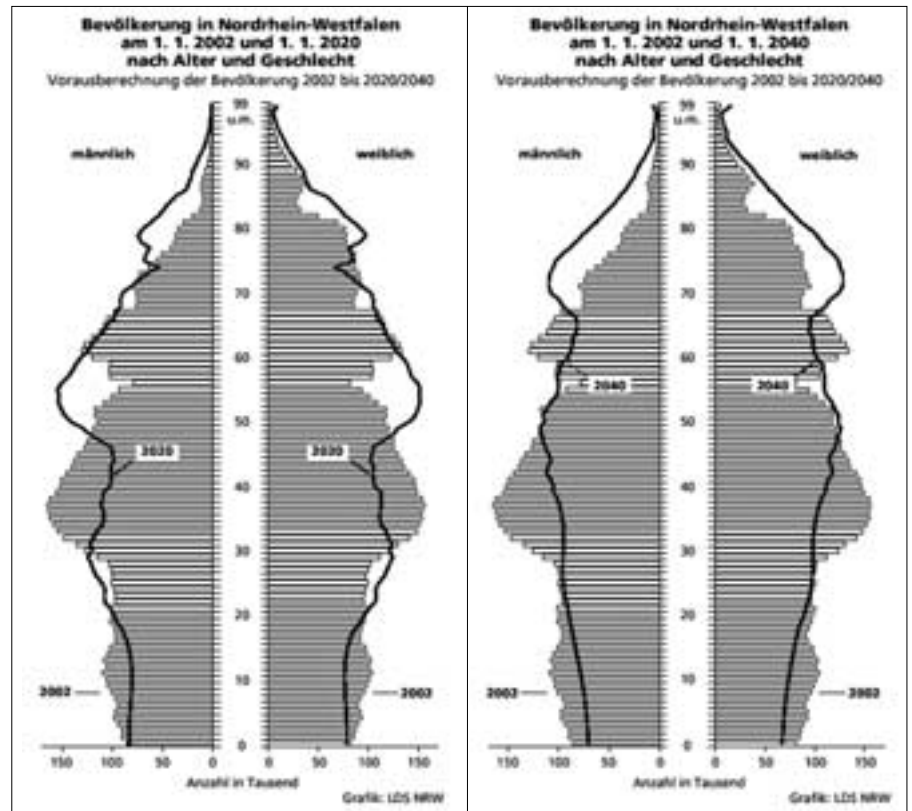 Bevölkerung in Nordrhein-Westfalen
am 1. 1. 2002 und 1. 1. 2020
nach Alter und Geschlecht
Vorausberechnung der Bevölkerung 2002 bis 2020/2040
99
u.m.
männlich
weiblich
90
80
70
60
50
2020
2020
40
30
20
10
2002
2002
0
150 100 50 0 0 50 100 150
Anzahl in Tausend
Grafik: LDS NRW
Bevölkerung in Nordrhein-Westfalen
am 1. 1. 2002 und 1. 1. 2040
nach Alter und Geschlecht
Vorausberechnung der Bevölkerung 2002 bis 2020/2040
99
u.m.
männlich
weiblich
90
80
70
60
2040
2040
50
40
30
20
10
2002
2002
0
150 100 50 0 0 50 100 150
Anzahl in Tausend
Grafik: LDS NRW